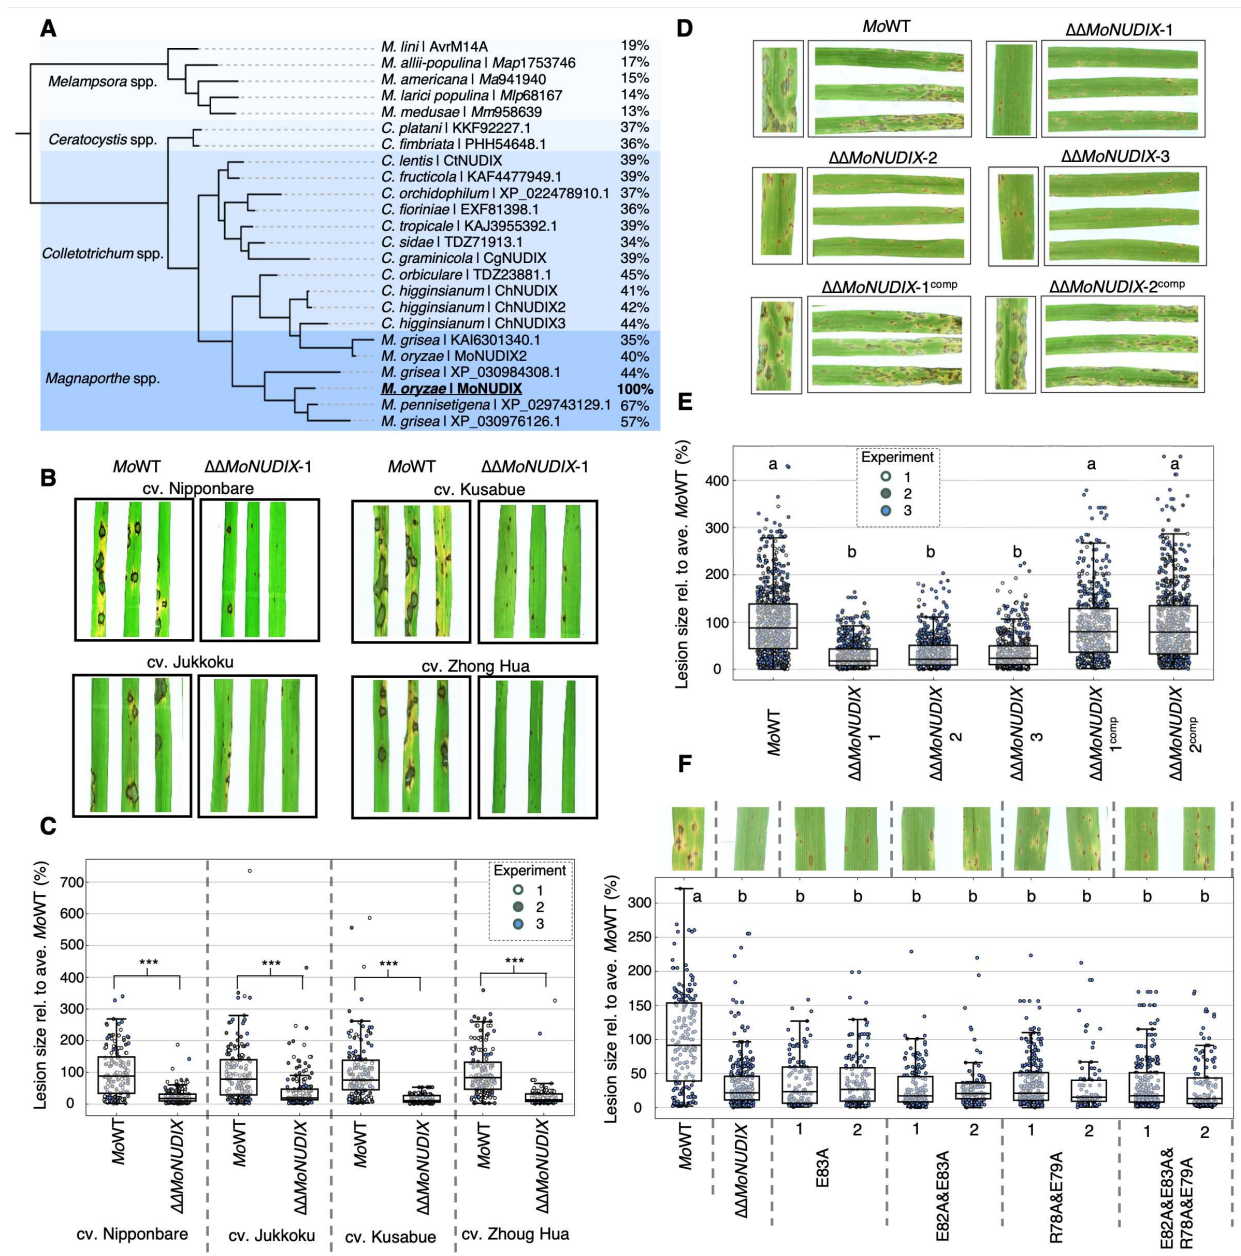 A
Melampsora spp.
Ceratocystis spp.
Colletotrichum spp.
Magnaporthe spp.
M. lini | AvrM14A 19%
M. allii-populina | Map1753746 17%
M. americana | Ma941940 15%
M. larici populina | Mlp68167 14%
M. medusae | Mm958639 13%
C. platani | KKF92227.1 37%
C. fimbriata | PHH54648.1 36%
C. lentis | CtNUDIX 39%
C. fructicola | KAF4477949.1 39%
C. orchidophilum | XP_022478910.1 37%
C. fioriniae | EXF81398.1 36%
C. tropicale | KAJ3955392.1 39%
C. sidae | TDZ71913.1 34%
C. graminicola | CgNUDIX 39%
C. orbiculare | TDZ23881.1 45%
C. higginsianum | ChNUDIX 41%
C. higginsianum | ChNUDIX2 42%
C. higginsianum | ChNUDIX3 44%
M. grisea | KAI6301340.1 35%
M. oryzae | MoNUDIX2 40%
M. grisea | XP_030984308.1 44%
M. oryzae | MoNUDIX 100%
M. pennisetigena | XP_029743129.1 67%
M. grisea | XP_030976126.1 57%
B
MoWT ΔΔMoNUDIX-1
cv. Nipponbare
MoWT ΔΔMoNUDIX-1
cv. Kusabue
cv. Jukkoku
cv. Zhong Hua
C
Lesion size rel. to ave. MoWT (%)
700
600
500
400
300
200
100
0
Experiment
1
2
3
***
***
***
***
MoWT
ΔΔMoNUDIX
MoWT
ΔΔMoNUDIX
MoWT
ΔΔMoNUDIX
MoWT
ΔΔMoNUDIX
cv. Nipponbare
cv. Jukkoku
cv. Kusabue
cv. Zhoug Hua
D
MoWT
ΔΔMoNUDIX-1
ΔΔMoNUDIX-2
ΔΔMoNUDIX-3
ΔΔMoNUDIX-1comp
ΔΔMoNUDIX-2comp
E
Lesion size rel. to ave. MoWT (%)
400
300
200
100
0
Experiment
1
2
3
a
b
b
b
a
a
MoWT
ΔΔMoNUDIX
1
ΔΔMoNUDIX
2
ΔΔMoNUDIX
3
ΔΔMoNUDIX
1comp
ΔΔMoNUDIX
2comp
F
Lesion size rel. to ave. MoWT (%)
300
250
200
150
100
50
0
a b b b b b b b b b
MoWT
ΔΔMoNUDIX
1 2
E83A
1 2
E82A&E83A
1 2
R78A&E79A
1 2
E82A&E83A&
R78A&E79A